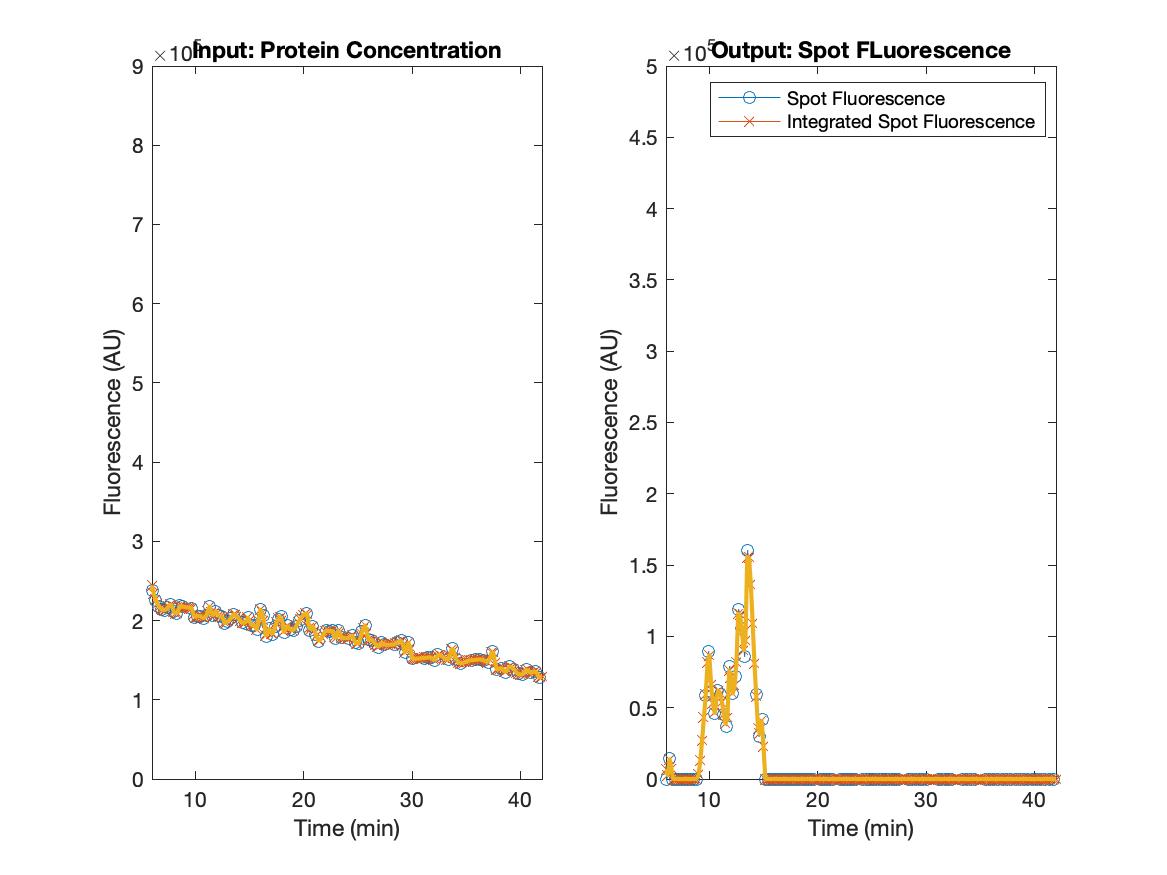 ×10⁵
Input: Protein Concentration
9
8
7
6
5
4
3
2
1
0
Fluorescence (AU)
10 20 30 40
Time (min)
×10⁵
Output: Spot FLuorescence
Spot Fluorescence
Integrated Spot Fluorescence
5
4.5
4
3.5
3
2.5
2
1.5
1
0.5
0
Fluorescence (AU)
10 20 30 40
Time (min)